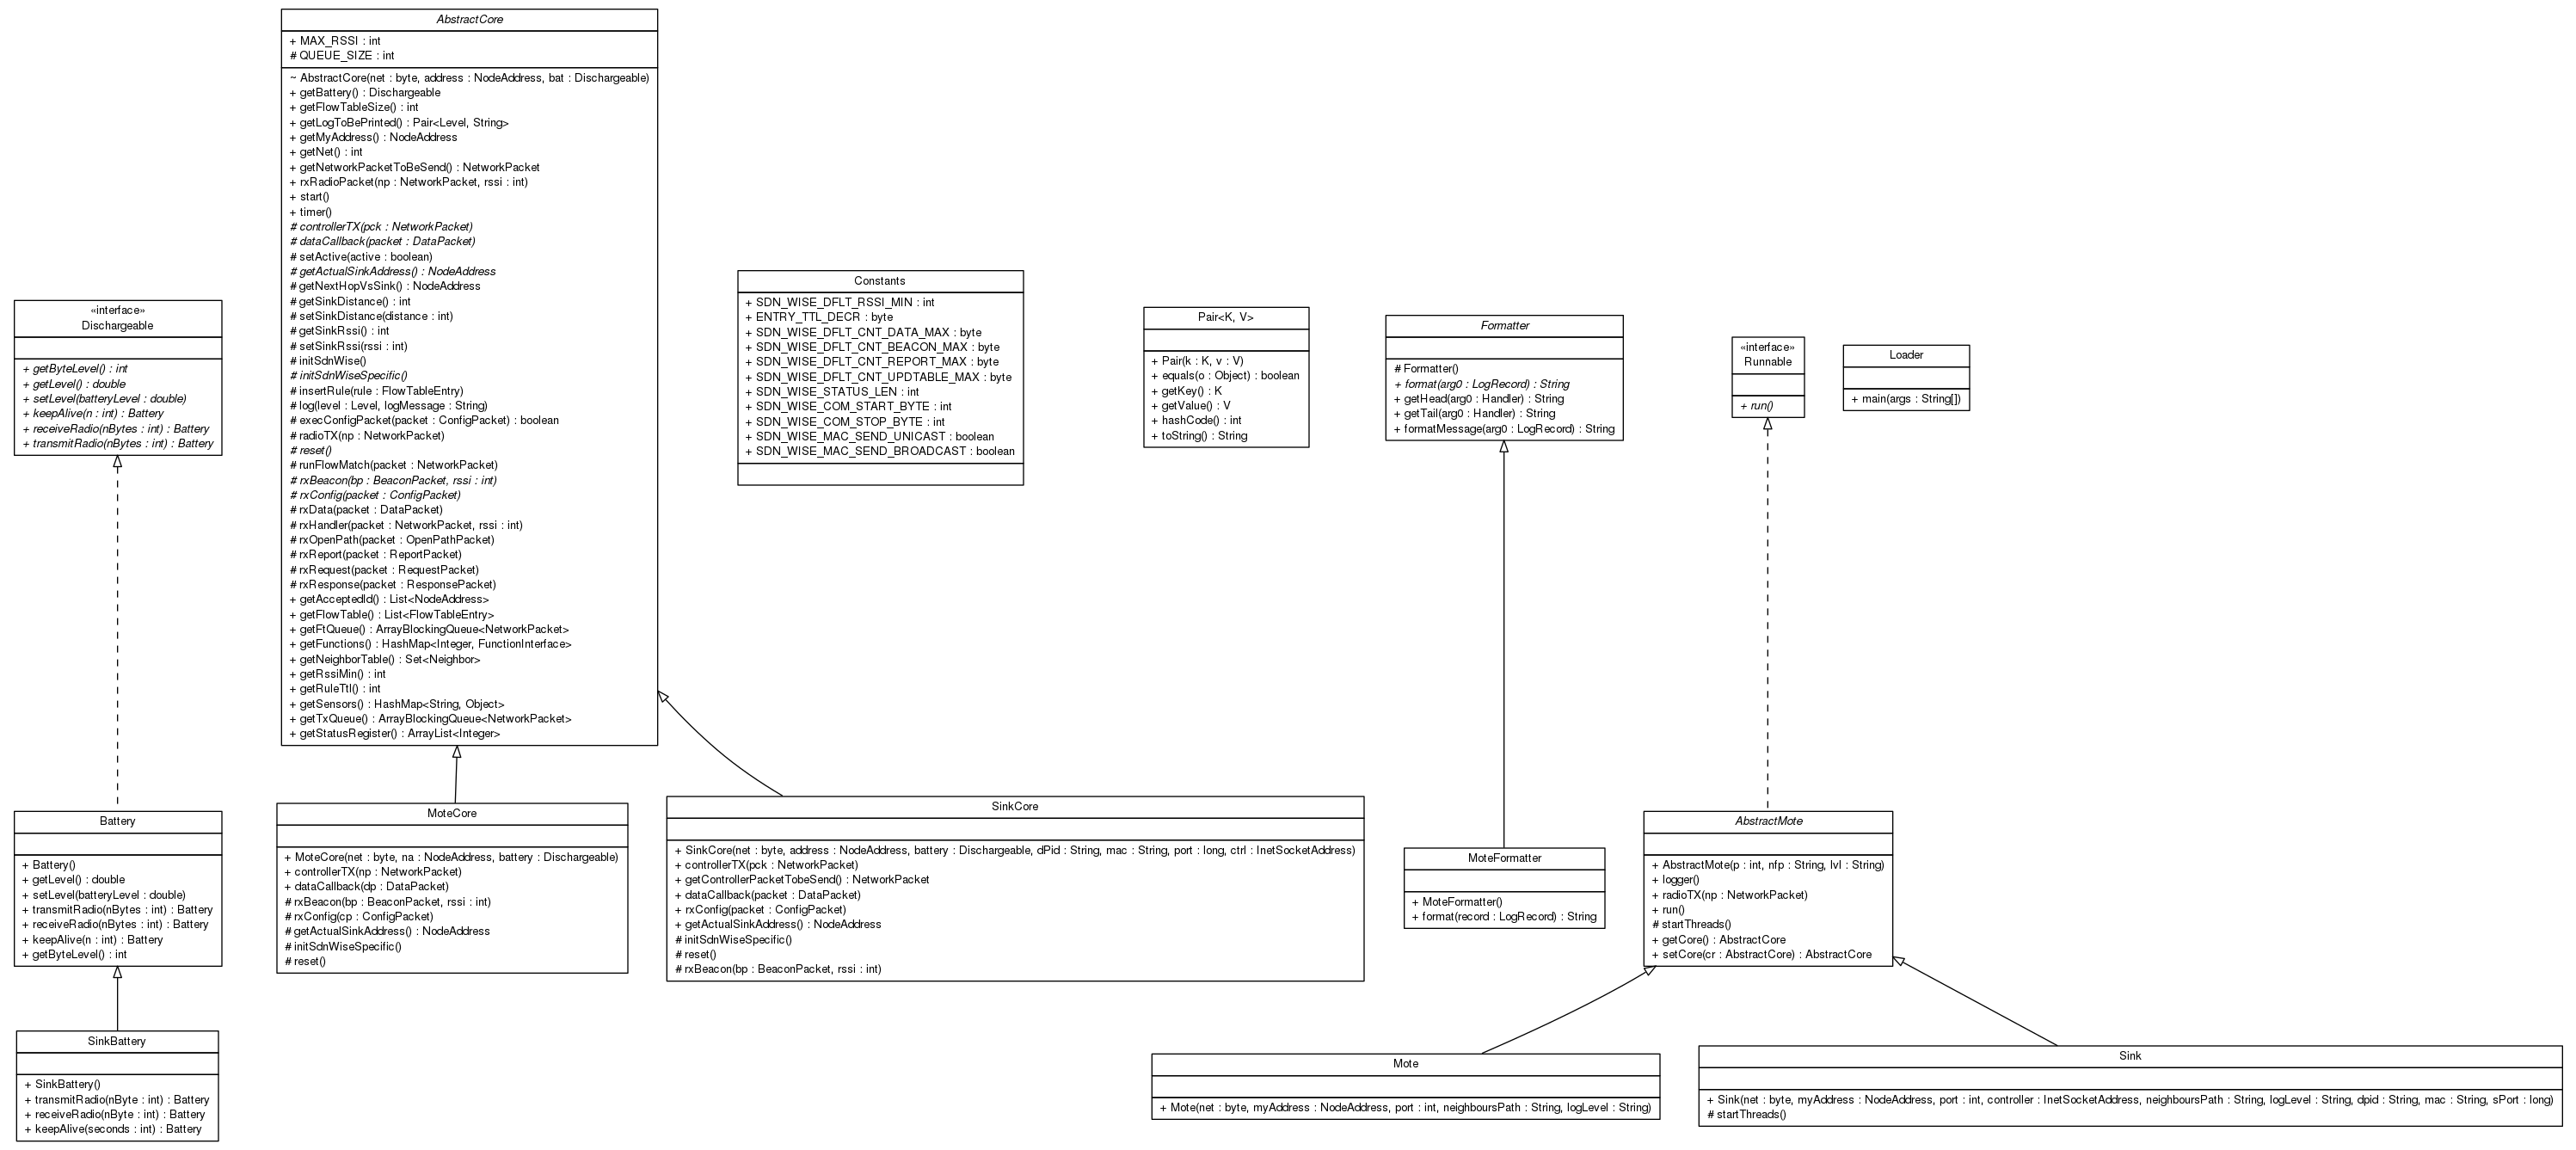 AbstractCore
+ MAX_RSSI : int
# QUEUE_SIZE : int
~ AbstractCore(net : byte, address : NodeAddress, bat : Dischargeable)
+ getBattery() : Dischargeable
+ getFlowTableSize() : int
+ getLogToBePrinted() : Pair<Level, String>
+ getMyAddress() : NodeAddress
+ getNet() : int
+ getNetworkPacketToBeSend() : NetworkPacket
+ rxRadioPacket(np : NetworkPacket, rssi : int)
+ start()
+ timer()
# controllerTX(pck : NetworkPacket)
# dataCallback(packet : DataPacket)
# setActive(active : boolean)
# getActualSinkAddress() : NodeAddress
# getNextHopVsSink() : NodeAddress
# getSinkDistance() : int
# setSinkDistance(distance : int)
# getSinkRssi() : int
# setSinkRssi(rssi : int)
# initSdnWise()
# initSdnWiseSpecific()
# insertRule(rule : FlowTableEntry)
# log(level : Level, logMessage : String)
# execConfigPacket(packet : ConfigPacket) : boolean
# radioTX(np : NetworkPacket)
# reset()
# runFlowMatch(packet : NetworkPacket)
# rxBeacon(bp : BeaconPacket, rssi : int)
# rxConfig(packet : ConfigPacket)
# rxData(packet : DataPacket)
# rxHandler(packet : NetworkPacket, rssi : int)
# rxOpenPath(packet : OpenPathPacket)
# rxReport(packet : ReportPacket)
# rxRequest(packet : RequestPacket)
# rxResponse(packet : ResponsePacket)
+ getAcceptedId() : List<NodeAddress>
+ getFlowTable() : List<FlowTableEntry>
+ getFtQueue() : ArrayBlockingQueue<NetworkPacket>
+ getFunctions() : HashMap<Integer, FunctionInterface>
+ getNeighborTable() : Set<Neighbor>
+ getRssiMin() : int
+ getRuleTtl() : int
+ getSensors() : HashMap<String, Object>
+ getTxQueue() : ArrayBlockingQueue<NetworkPacket>
+ getStatusRegister() : ArrayList<Integer>
«interface»
Dischargeable
+ getByteLevel() : int
+ getLevel() : double
+ setLevel(batteryLevel : double)
+ keepAlive(n : int) : Battery
+ receiveRadio(nBytes : int) : Battery
+ transmitRadio(nBytes : int) : Battery
Constants
+ SDN_WISE_DFLT_RSSI_MIN : int
+ ENTRY_TTL_DECR : byte
+ SDN_WISE_DFLT_CNT_DATA_MAX : byte
+ SDN_WISE_DFLT_CNT_BEACON_MAX : byte
+ SDN_WISE_DFLT_CNT_REPORT_MAX : byte
+ SDN_WISE_DFLT_CNT_UPDTABLE_MAX : byte
+ SDN_WISE_STATUS_LEN : int
+ SDN_WISE_COM_START_BYTE : int
+ SDN_WISE_COM_STOP_BYTE : int
+ SDN_WISE_MAC_SEND_UNICAST : boolean
+ SDN_WISE_MAC_SEND_BROADCAST : boolean
Pair<K, V>
+ Pair(k : K, v : V)
+ equals(o : Object) : boolean
+ getKey() : K
+ getValue() : V
+ hashCode() : int
+ toString() : String
Formatter
# Formatter()
+ format(arg0 : LogRecord) : String
+ getHead(arg0 : Handler) : String
+ getTail(arg0 : Handler) : String
+ formatMessage(arg0 : LogRecord) : String
«interface»
Runnable
+ run()
Loader
+ main(args : String[])
Battery
+ Battery()
+ getLevel() : double
+ setLevel(batteryLevel : double)
+ transmitRadio(nBytes : int) : Battery
+ receiveRadio(nBytes : int) : Battery
+ keepAlive(n : int) : Battery
+ getByteLevel() : int
MoteCore
+ MoteCore(net : byte, na : NodeAddress, battery : Dischargeable)
+ controllerTX(np : NetworkPacket)
+ dataCallback(dp : DataPacket)
# rxBeacon(bp : BeaconPacket, rssi : int)
# rxConfig(cp : ConfigPacket)
# getActualSinkAddress() : NodeAddress
# initSdnWiseSpecific()
# reset()
SinkCore
+ SinkCore(net : byte, address : NodeAddress, battery : Dischargeable, dPid : String, mac : String, port : long, ctrl : InetSocketAddress)
+ controllerTX(pck : NetworkPacket)
+ getControllerPacketTobeSend() : NetworkPacket
+ dataCallback(packet : DataPacket)
+ rxConfig(packet : ConfigPacket)
+ getActualSinkAddress() : NodeAddress
# initSdnWiseSpecific()
# reset()
# rxBeacon(bp : BeaconPacket, rssi : int)
MoteFormatter
+ MoteFormatter()
+ format(record : LogRecord) : String
AbstractMote
+ AbstractMote(p : int, nfp : String, lvl : String)
+ logger()
+ radioTX(np : NetworkPacket)
+ run()
# startThreads()
+ getCore() : AbstractCore
+ setCore(cr : AbstractCore) : AbstractCore
SinkBattery
+ SinkBattery()
+ transmitRadio(nByte : int) : Battery
+ receiveRadio(nByte : int) : Battery
+ keepAlive(seconds : int) : Battery
Mote
+ Mote(net : byte, myAddress : NodeAddress, port : int, neighboursPath : String, logLevel : String)
Sink
+ Sink(net : byte, myAddress : NodeAddress, port : int, controller : InetSocketAddress, neighboursPath : String, logLevel : String, dpid : String, mac : String, sPort : long)
# startThreads()